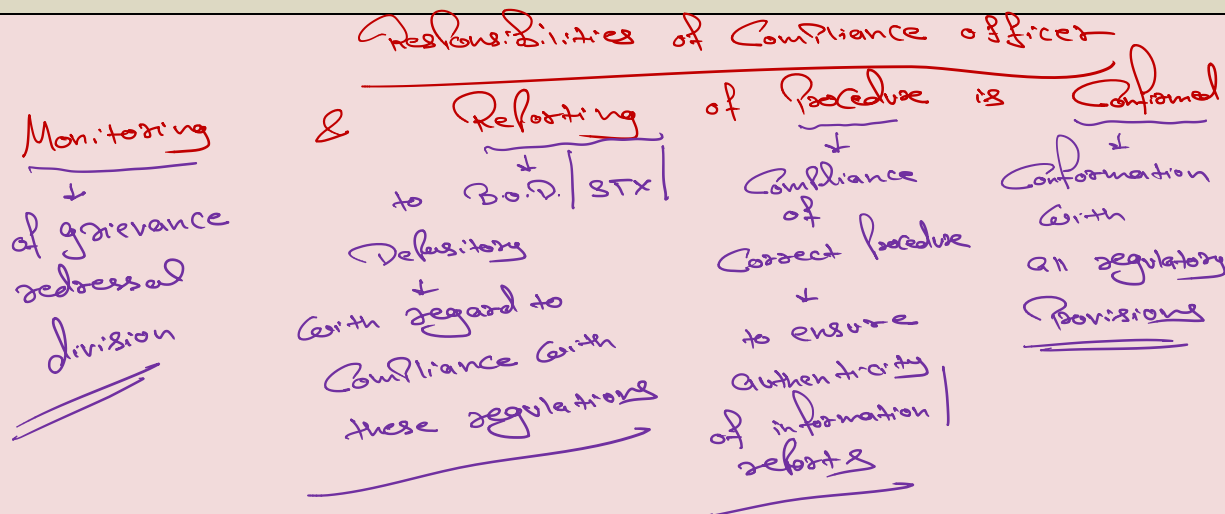 Responsibilities of Compliance officer
Monitoring & Reporting of Procedure is Confirmed
↓
of grievance
redressal
division
↓
to B.O.D. | STX |
Depository
↓
with regard to
Compliance with
these regulations
↓
Compliance
of
Correct Procedure
↓
to ensure
authenticity
of information
reports
↓
Conformation
with
all regulatory
Provisions